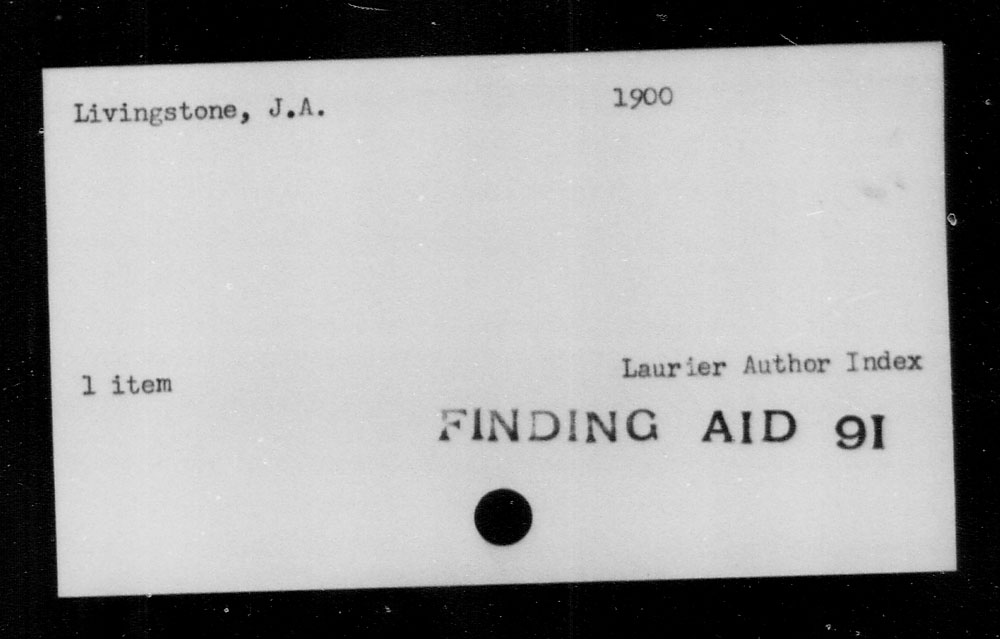 Livingstone, J.A. 1900
1 item Laurier Author Index
FINDING AID 91